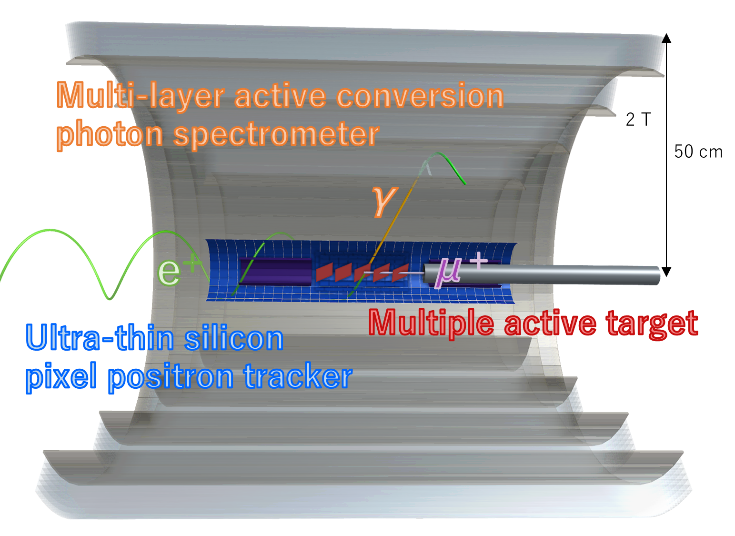 Multi-layer active conversion
photon spectrometer
2 T
50 cm
γ
e⁺
μ⁺
Multiple active target
Ultra-thin silicon
pixel positron tracker